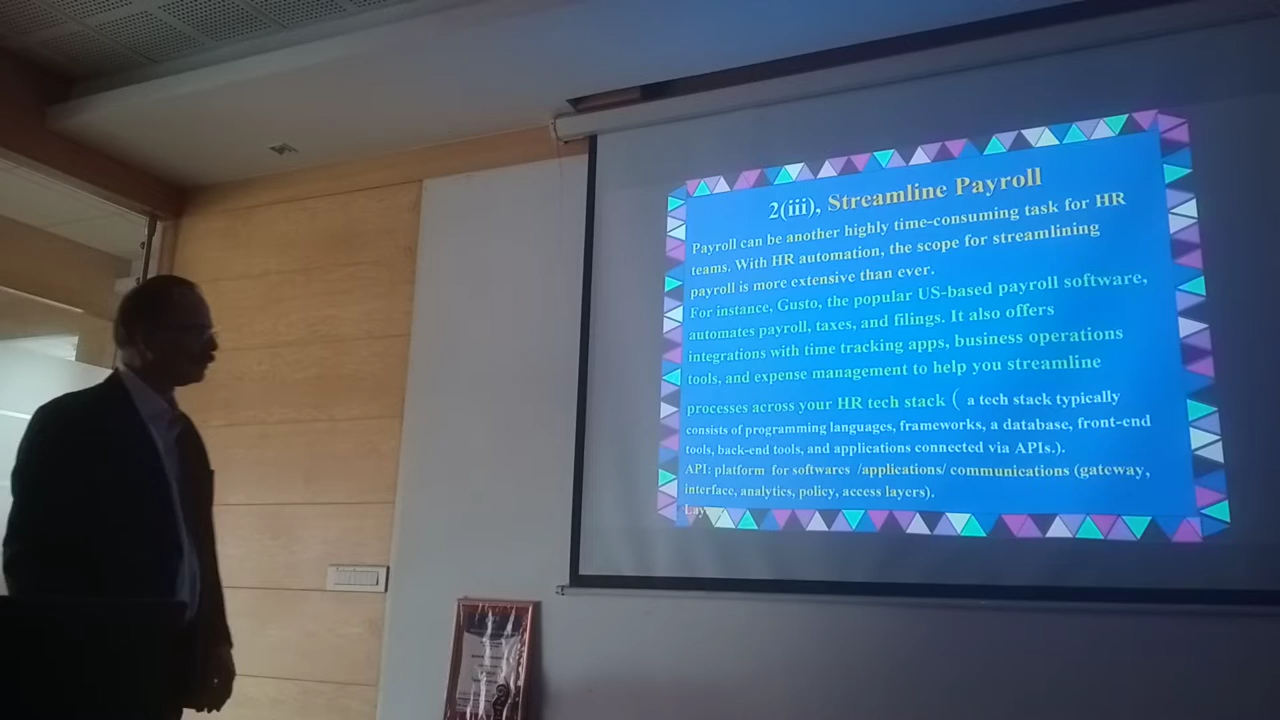 2(iii), Streamline Payroll
Payroll can be another highly time-consuming task for HR
teams. With HR automation, the scope for streamlining
payroll is more extensive than ever.
For instance, Gusto, the popular US-based payroll software,
automates payroll, taxes, and filings. It also offers
integrations with time tracking apps, business operations
tools, and expense management to help you streamline
processes across your HR tech stack ( a tech stack typically
consists of programming languages, frameworks, a database, front-end
tools, back-end tools, and applications connected via APIs.).
API: platform for softwares /applications/ communications (gateway,
interface, analytics, policy, access layers).